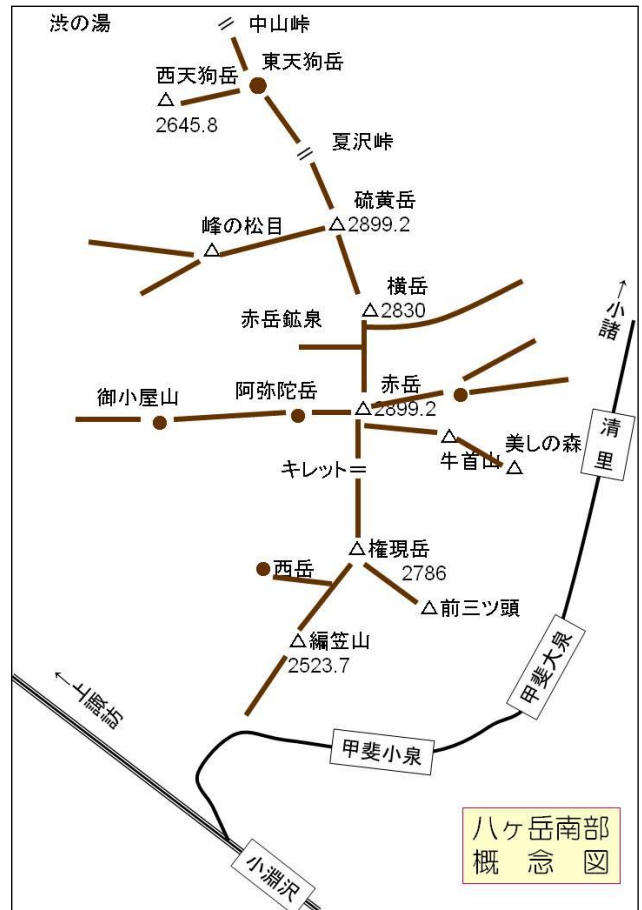 渋の湯
中山峠
東天狗岳
西天狗岳
2645.8
夏沢峠
硫黄岳
2899.2
峰の松目
横岳
2830
赤岳鉱泉
↑小諸
赤岳
2899.2
阿弥陀岳
御小屋山
清里
美しの森
牛首山
キレット
権現岳
2786
西岳
前三ツ頭
編笠山
2523.7
甲斐大泉
↑上諏訪
甲斐小泉
小淵沢
八ヶ岳南部
概念図